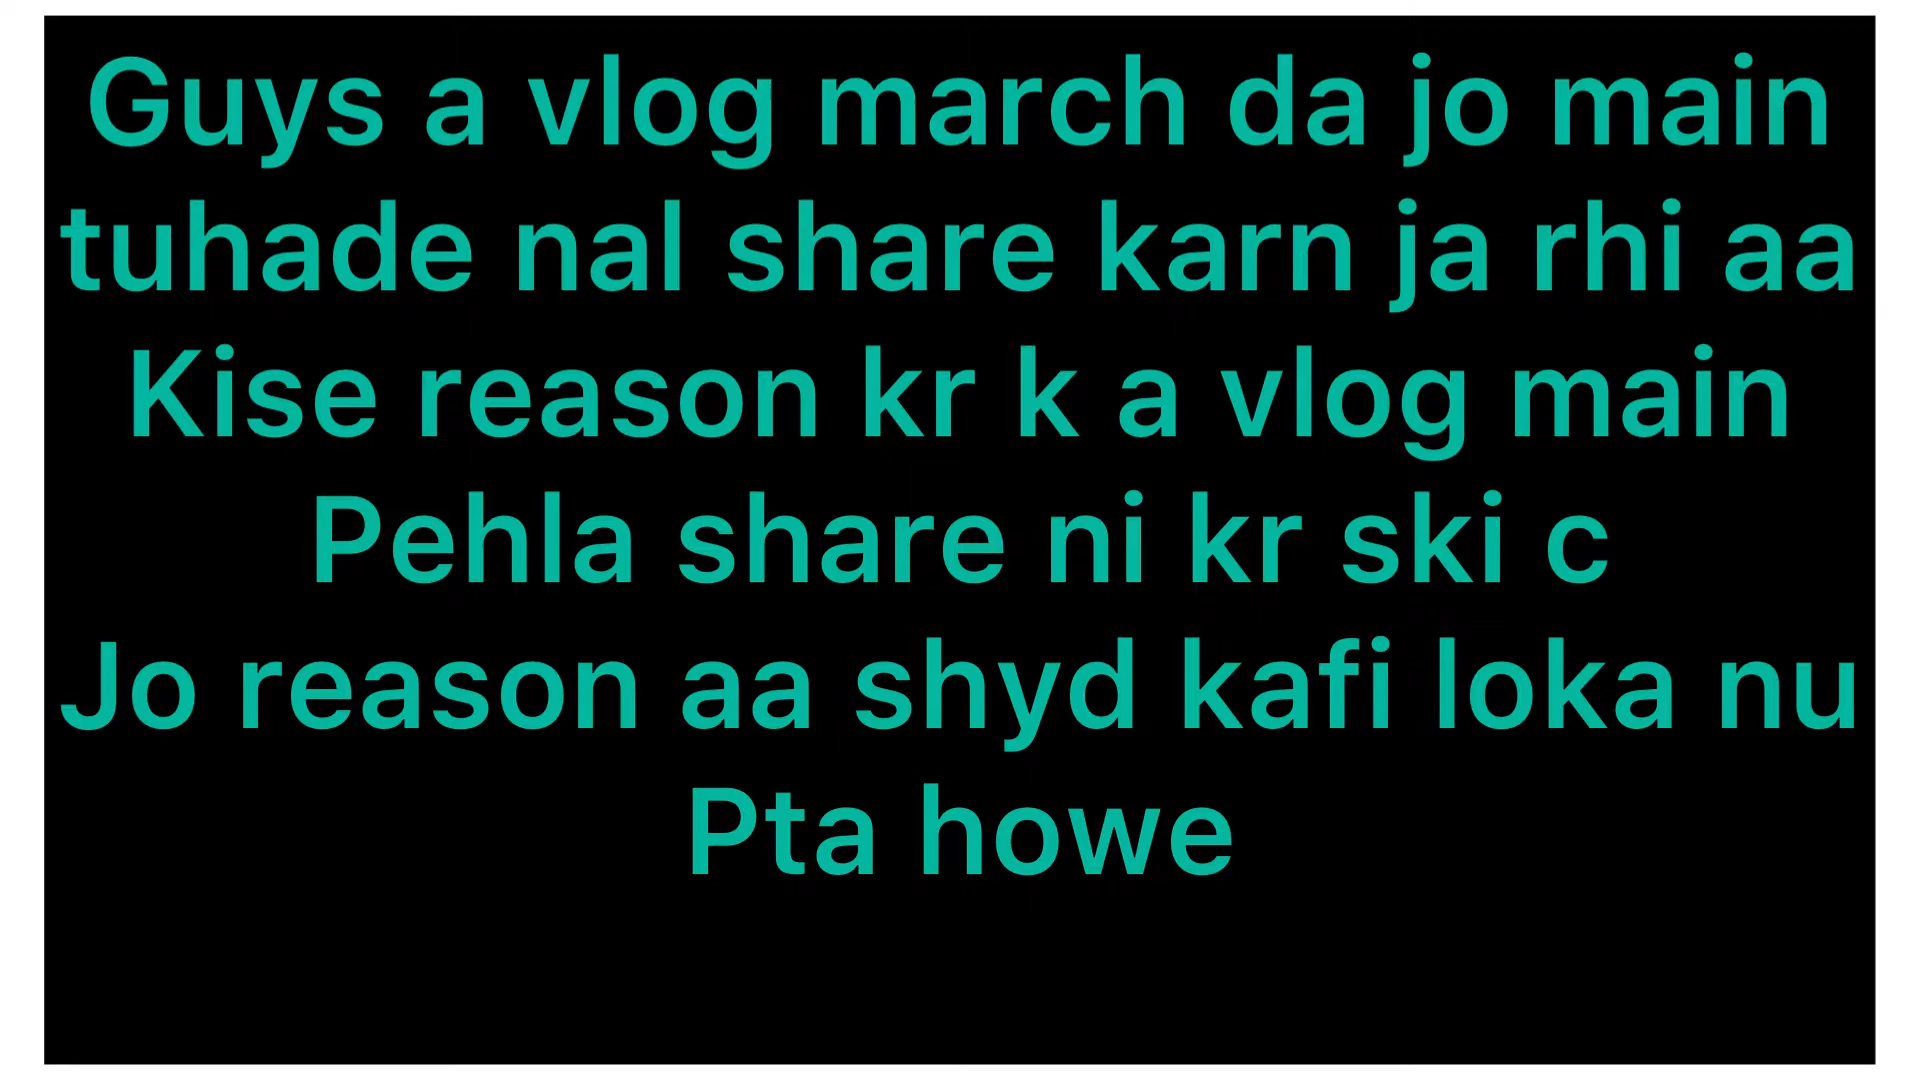 Guys a vlog march da jo main
tuhade nal share karn ja rhi aa
Kise reason kr k a vlog main
Pehla share ni kr ski c
Jo reason aa shyd kafi loka nu
Pta howe